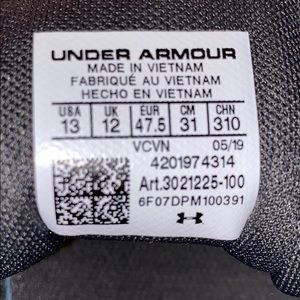 UNDER ARMOUR
MADE IN VIETNAM
FABRIQUÉ AU VIETNAM
HECHO EN VIETNAM
USA UK EUR CM CHN
13 12 47.5 31 310
VCVN 05/19
4201974314
Art.3021225-100
6F07DPM100391